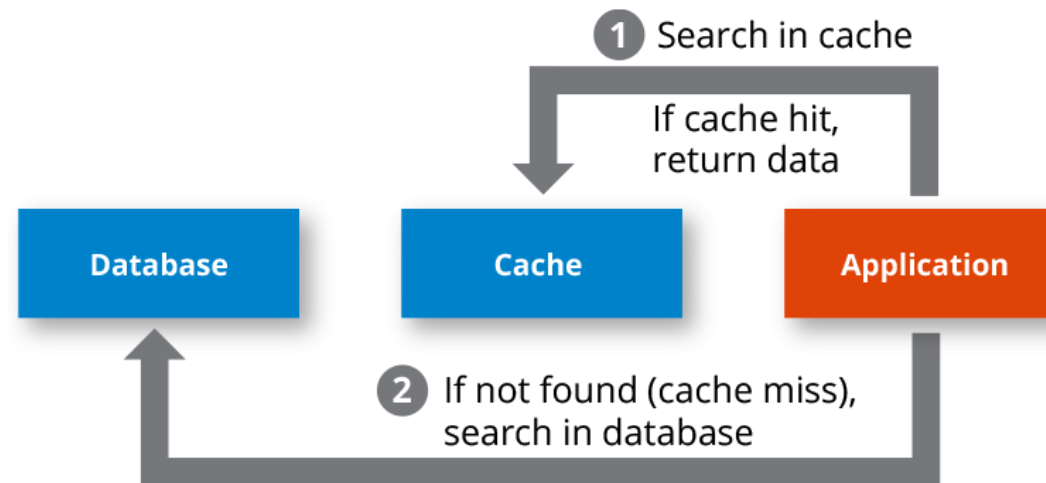 1 Search in cache
If cache hit,
return data
Database
Cache
Application
2 If not found (cache miss),
search in database